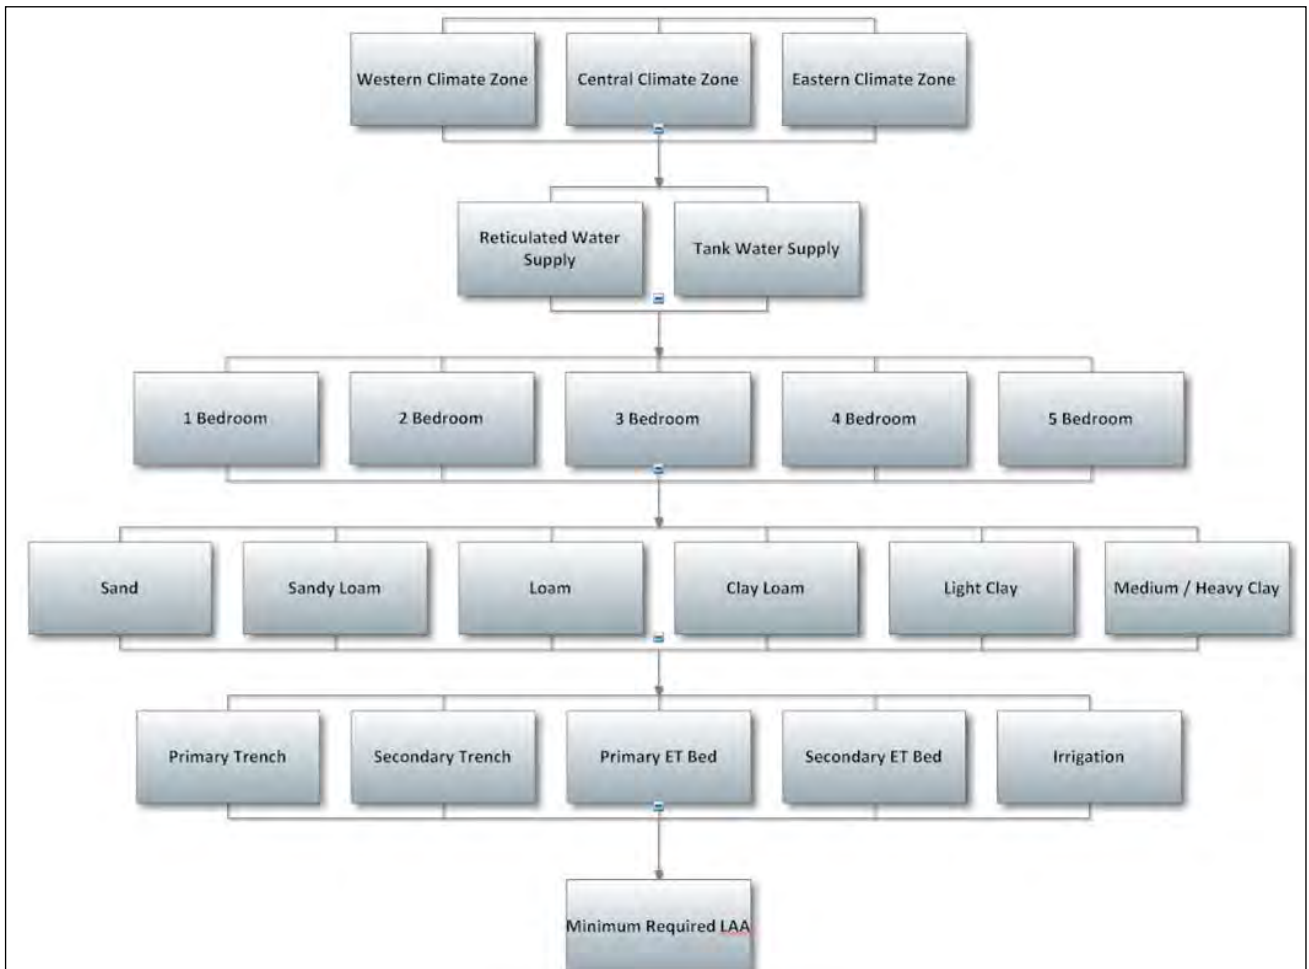 Western Climate Zone
Central Climate Zone
Eastern Climate Zone
Reticulated Water
Supply
Tank Water Supply
1 Bedroom
2 Bedroom
3 Bedroom
4 Bedroom
5 Bedroom
Sand
Sandy Loam
Loam
Clay Loam
Light Clay
Medium / Heavy Clay
Primary Trench
Secondary Trench
Primary ET Bed
Secondary ET Bed
Irrigation
Minimum Required LAA